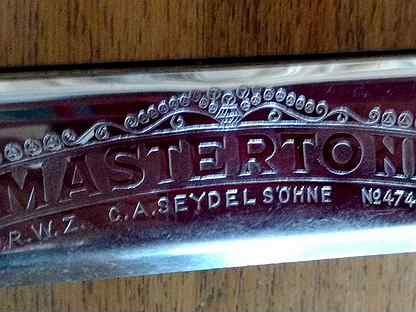 MASTERTON
.R.W.Z. C.A. SEYDEL SÖHNE №474